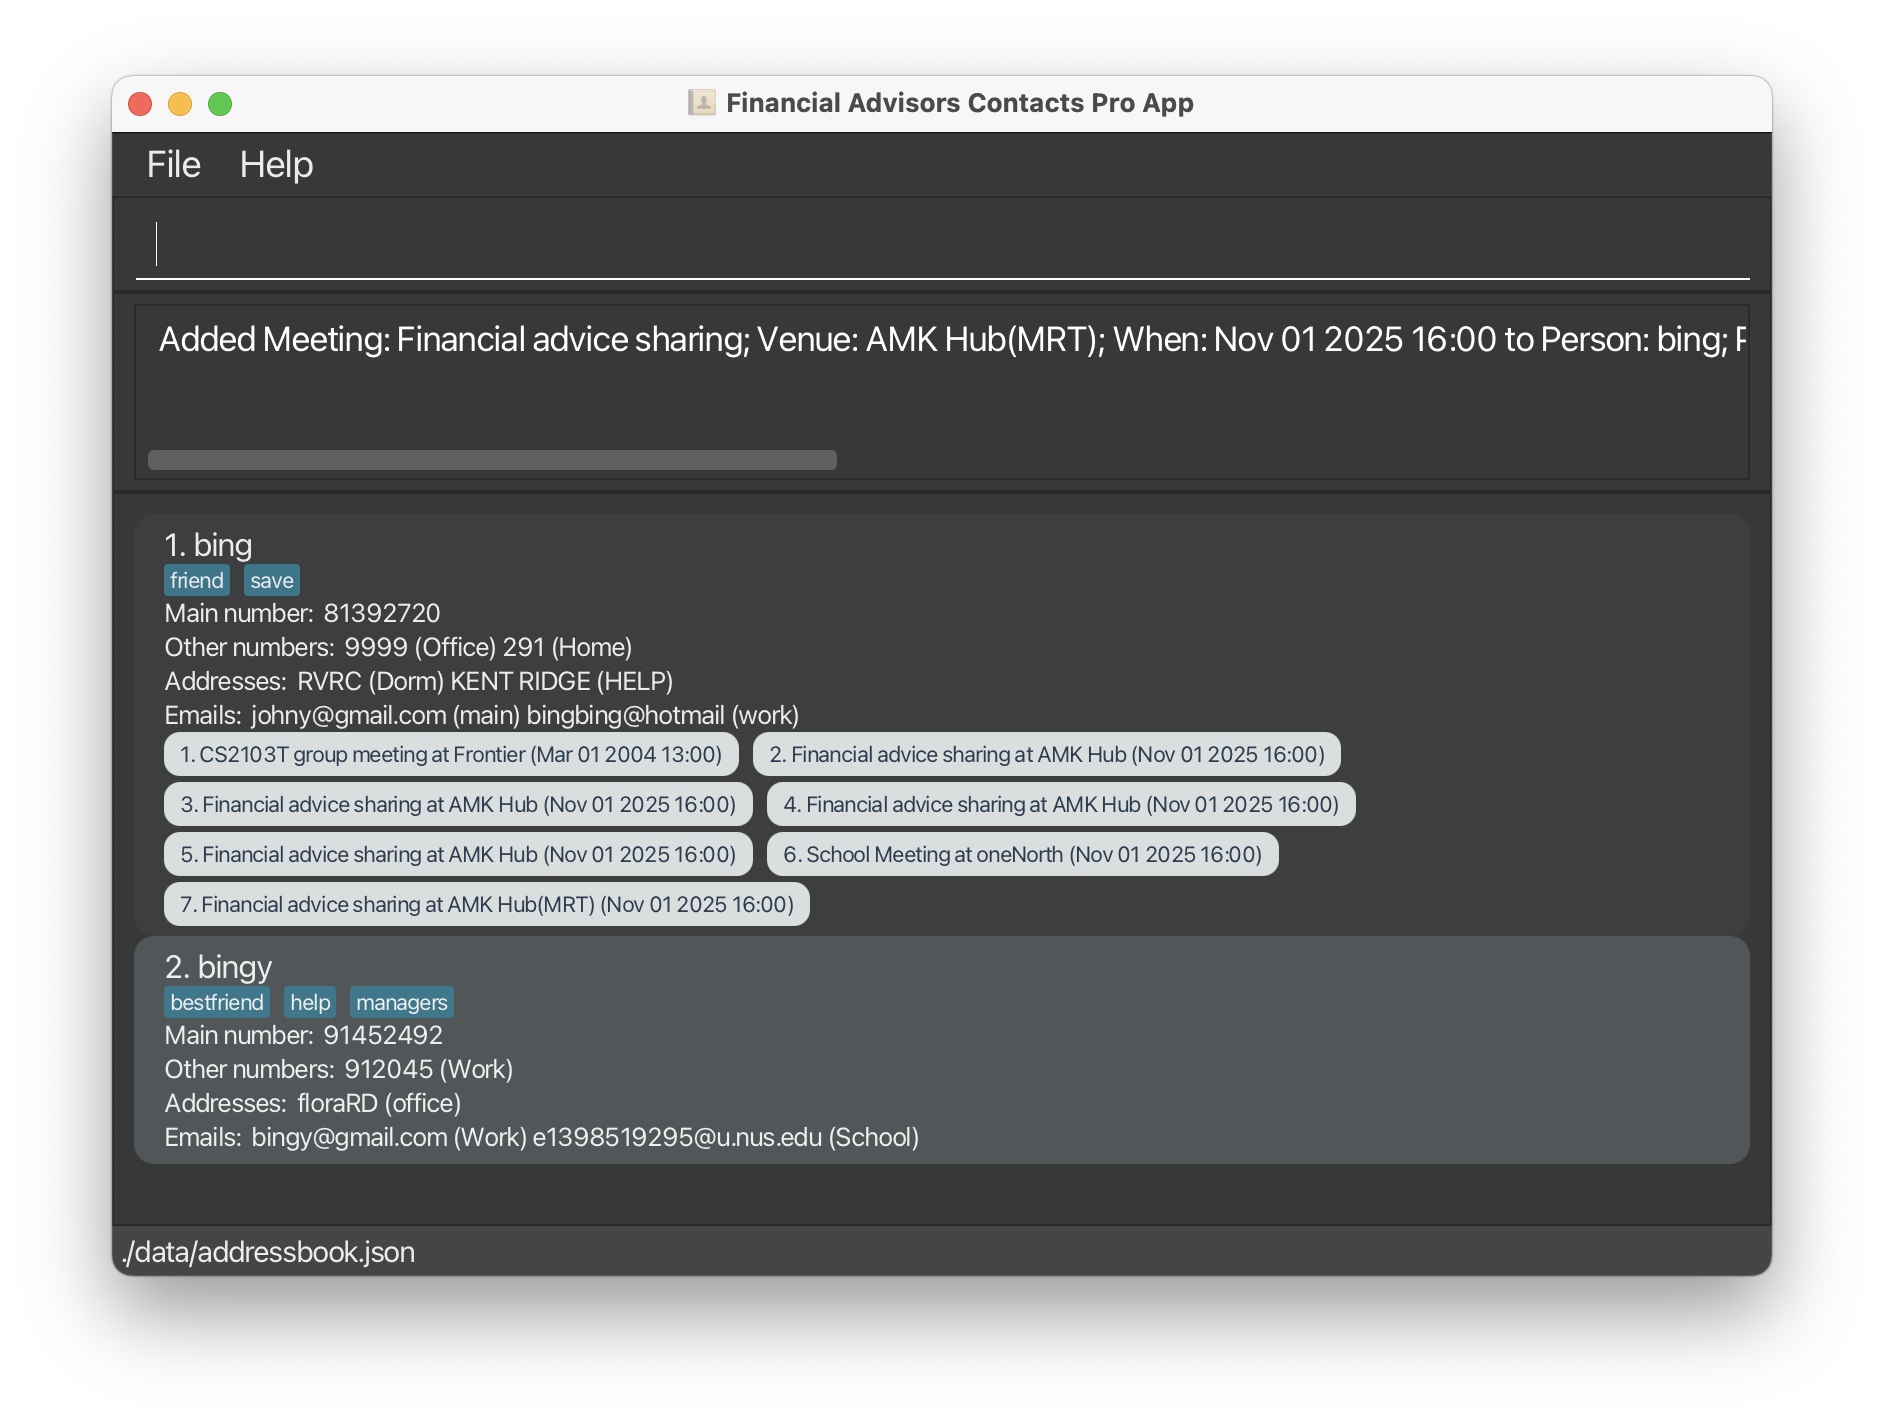 Financial Advisors Contacts Pro App
File Help
Added Meeting: Financial advice sharing; Venue: AMK Hub(MRT); When: Nov 01 2025 16:00 to Person: bing;
1. bing
friend save
Main number: 81392720
Other numbers: 9999 (Office) 291 (Home)
Addresses: RVRC (Dorm) KENT RIDGE (HELP)
Emails: johny@gmail.com (main) bingbing@hotmail (work)
1. CS2103T group meeting at Frontier (Mar 01 2004 13:00) 2. Financial advice sharing at AMK Hub (Nov 01 2025 16:00)
3. Financial advice sharing at AMK Hub (Nov 01 2025 16:00) 4. Financial advice sharing at AMK Hub (Nov 01 2025 16:00)
5. Financial advice sharing at AMK Hub (Nov 01 2025 16:00) 6. School Meeting at oneNorth (Nov 01 2025 16:00)
7. Financial advice sharing at AMK Hub(MRT) (Nov 01 2025 16:00)
2. bingy
bestfriend help managers
Main number: 91452492
Other numbers: 912045 (Work)
Addresses: floraRD (office)
Emails: bingy@gmail.com (Work) e1398519295@u.nus.edu (School)
./data/addressbook.json